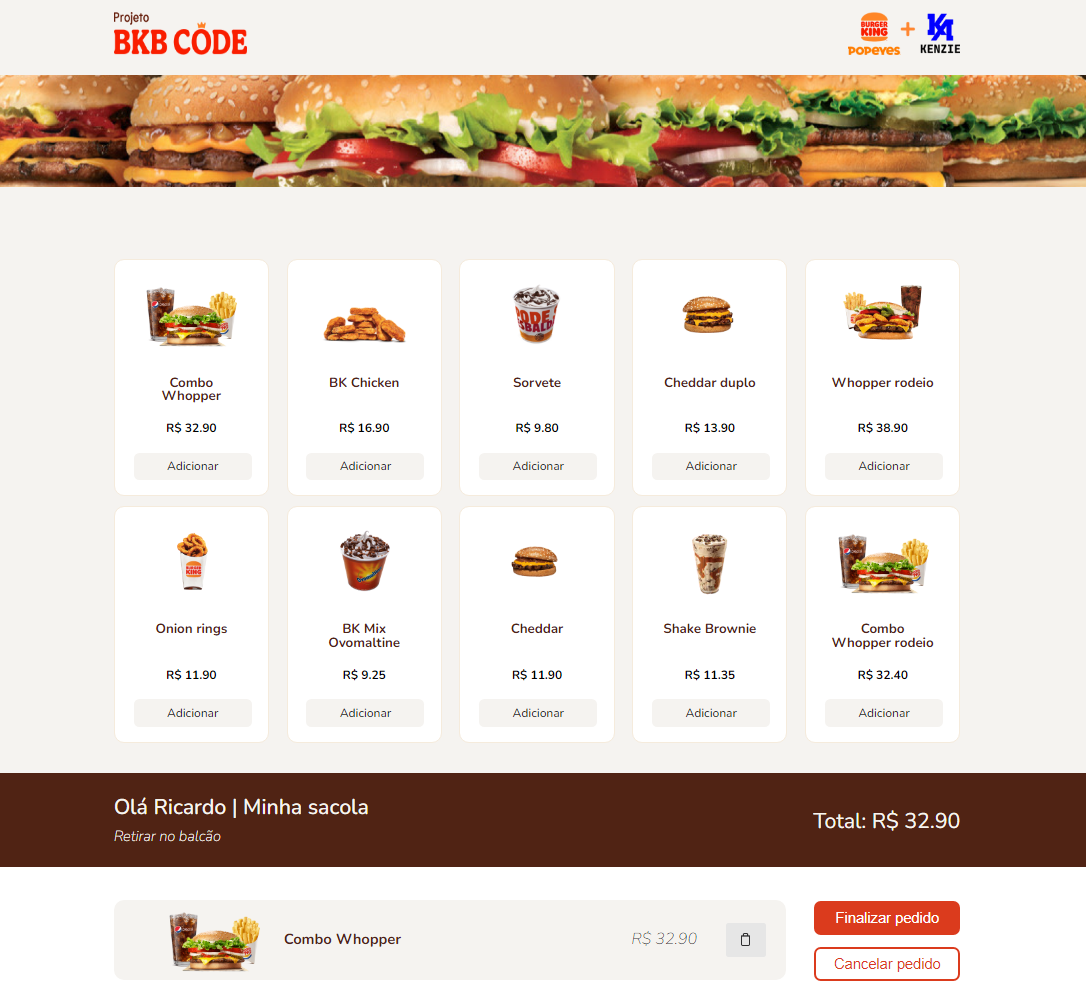 Projeto
BKB CODE
BURGER
KING
POPEYES
+
KENZIE
Combo
Whopper
BK Chicken
Sorvete
Cheddar duplo
Whopper rodeio
R$ 32.90
R$ 16.90
R$ 9.80
R$ 13.90
R$ 38.90
Adicionar
Adicionar
Adicionar
Adicionar
Adicionar
BURGER
KING
Onion rings
BK Mix
Ovomaltine
Cheddar
Shake Brownie
Combo
Whopper rodeio
R$ 11.90
R$ 9.25
R$ 11.90
R$ 11.35
R$ 32.40
Adicionar
Adicionar
Adicionar
Adicionar
Adicionar
Olá Ricardo | Minha sacola
Retirar no balcão
Total: R$ 32.90
Combo Whopper
R$ 32.90
Finalizar pedido
Cancelar pedido